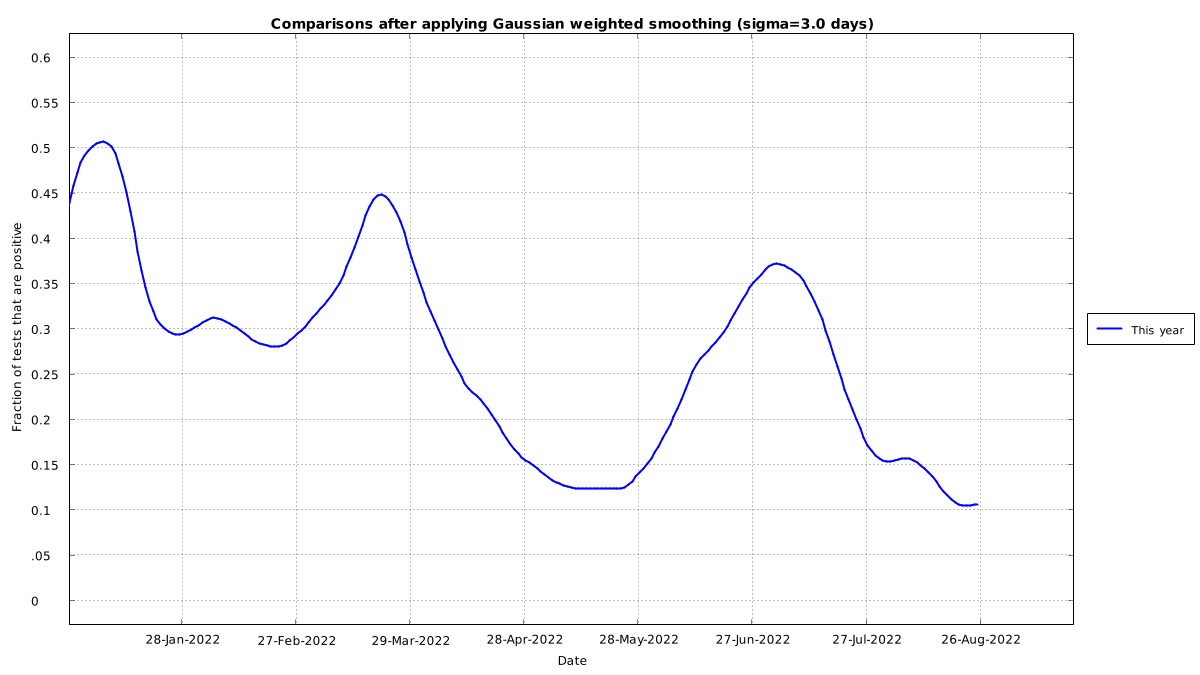 Comparisons after applying Gaussian weighted smoothing (sigma=3.0 days)
0.6
0.55
0.5
0.45
0.4
0.35
0.3
0.25
0.2
0.15
0.1
.05
0
Fraction of tests that are positive
28-Jan-2022 27-Feb-2022 29-Mar-2022 28-Apr-2022 28-May-2022 27-Jun-2022 27-Jul-2022 26-Aug-2022
Date
This year